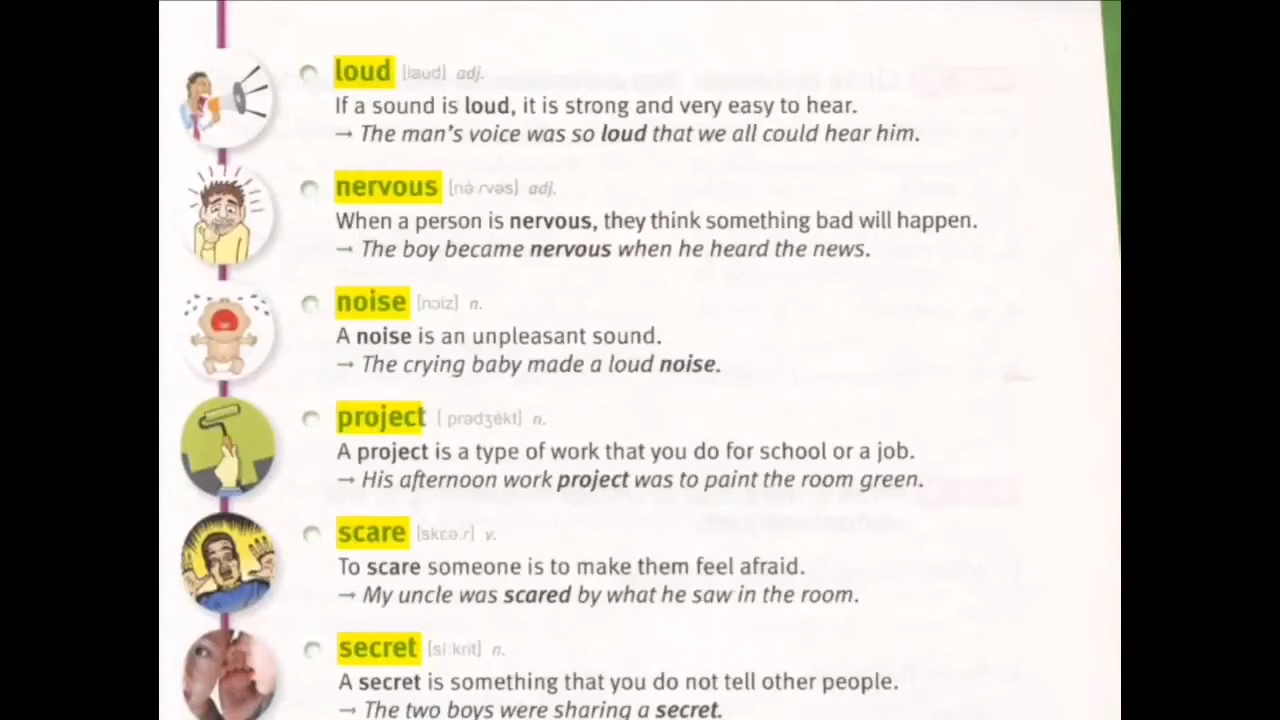 loud [laud] adj.
If a sound is loud, it is strong and very easy to hear.
→ The man's voice was so loud that we all could hear him.
nervous [nə́ːrvəs] adj.
When a person is nervous, they think something bad will happen.
→ The boy became nervous when he heard the news.
noise [nɔiz] n.
A noise is an unpleasant sound.
→ The crying baby made a loud noise.
project [prədʒékt] n.
A project is a type of work that you do for school or a job.
→ His afternoon work project was to paint the room green.
scare [skɛəːr] v.
To scare someone is to make them feel afraid.
→ My uncle was scared by what he saw in the room.
secret [síːkrit] n.
A secret is something that you do not tell other people.
→ The two boys were sharing a secret.